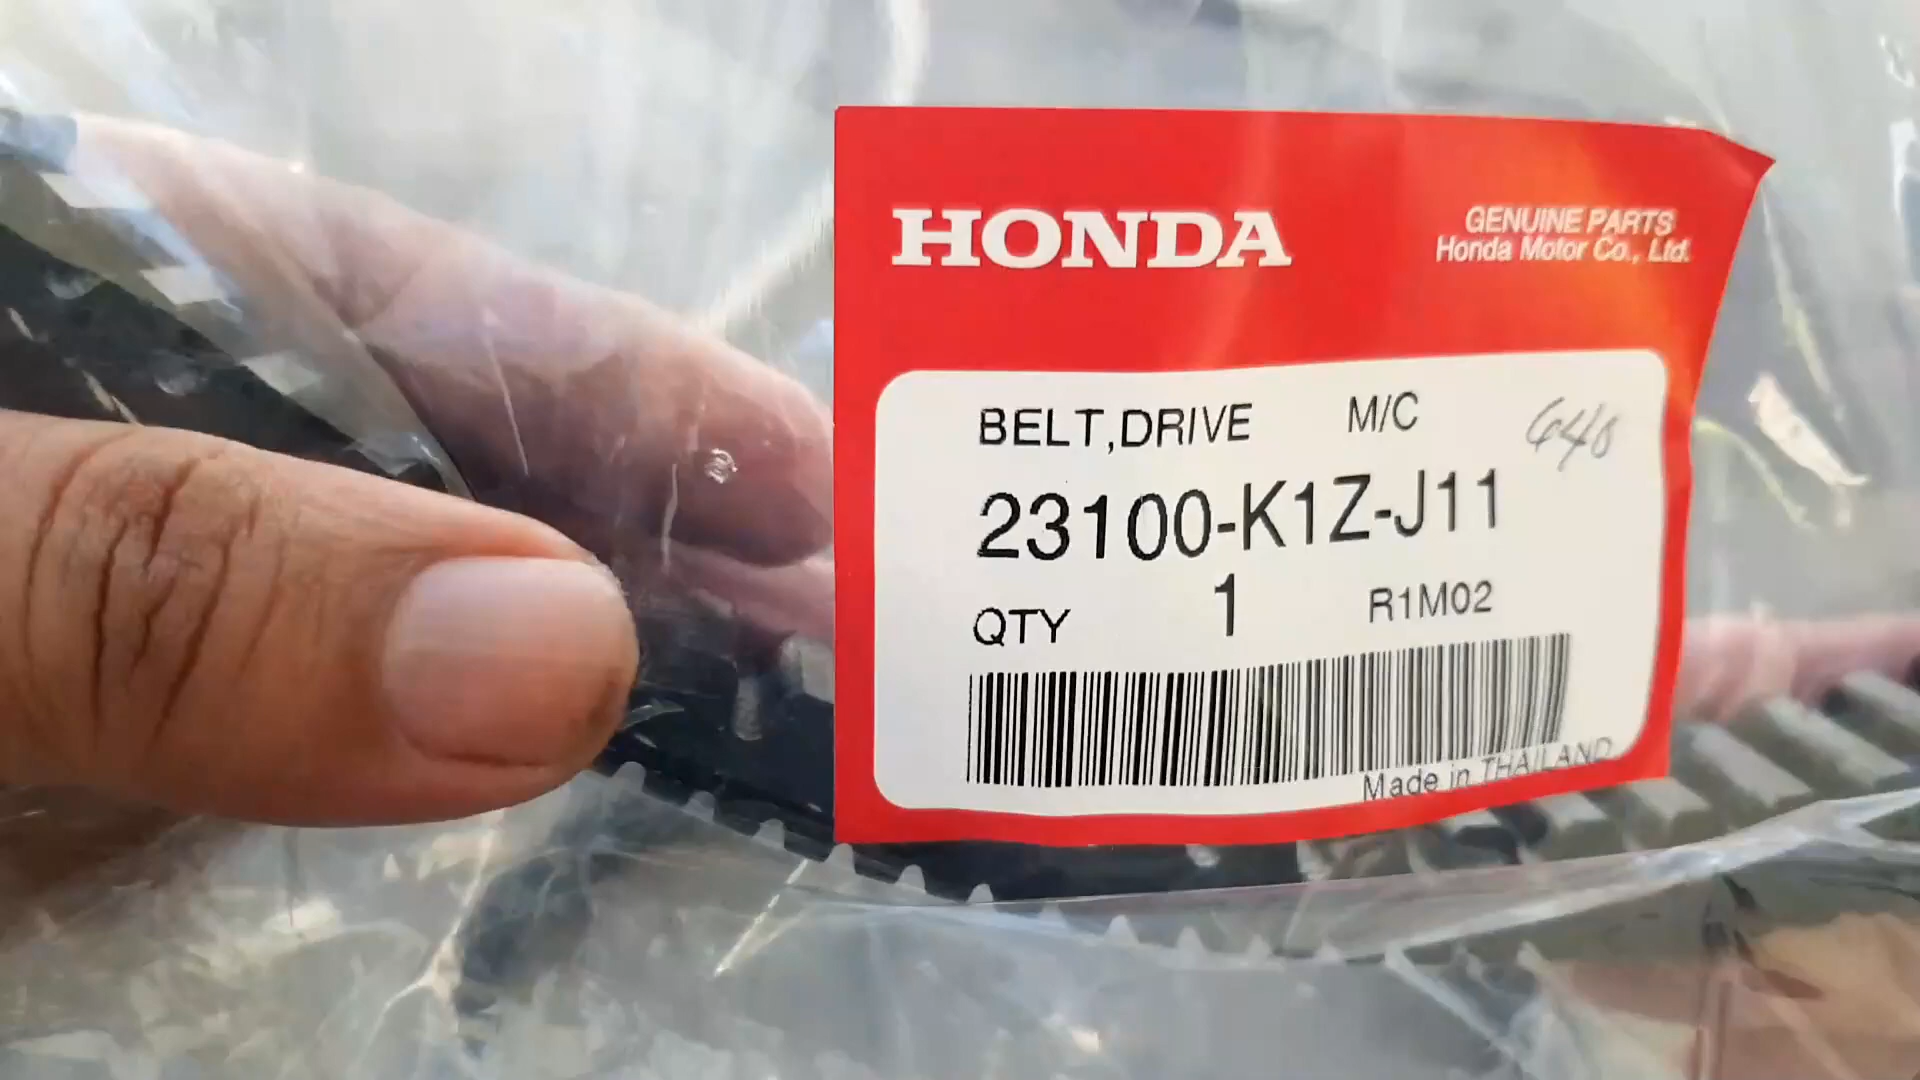 HONDA
GENUINE PARTS
Honda Motor Co., Ltd.
BELT,DRIVE M/C
23100-K1Z-J11
QTY 1 R1M02
Made in THAILAND